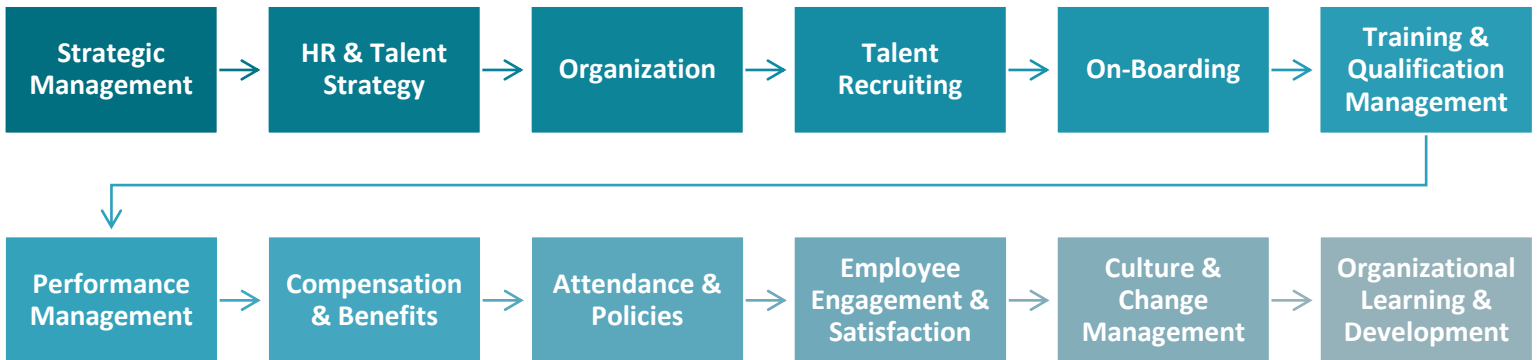 Strategic
Management
HR & Talent
Strategy
Organization
Talent
Recruiting
On-Boarding
Training &
Qualification
Management
Performance
Management
Compensation
& Benefits
Attendance &
Policies
Employee
Engagement &
Satisfaction
Culture &
Change
Management
Organizational
Learning &
Development